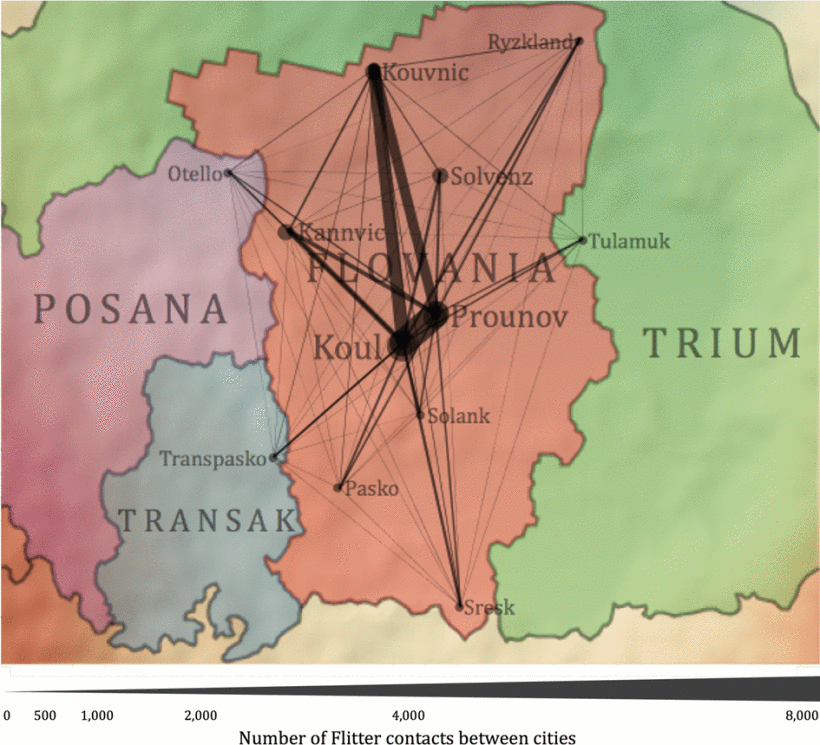 Ryzkland
Kouvnic
Otello
Solvenz
Kannvic
Tulamuk
FLOVANIA
POSANA
Prounov
Koul
TRIUM
Solank
Transpasko
Pasko
TRANSAK
Sresk
0 500 1,000 2,000 4,000 8,000
Number of Flitter contacts between cities